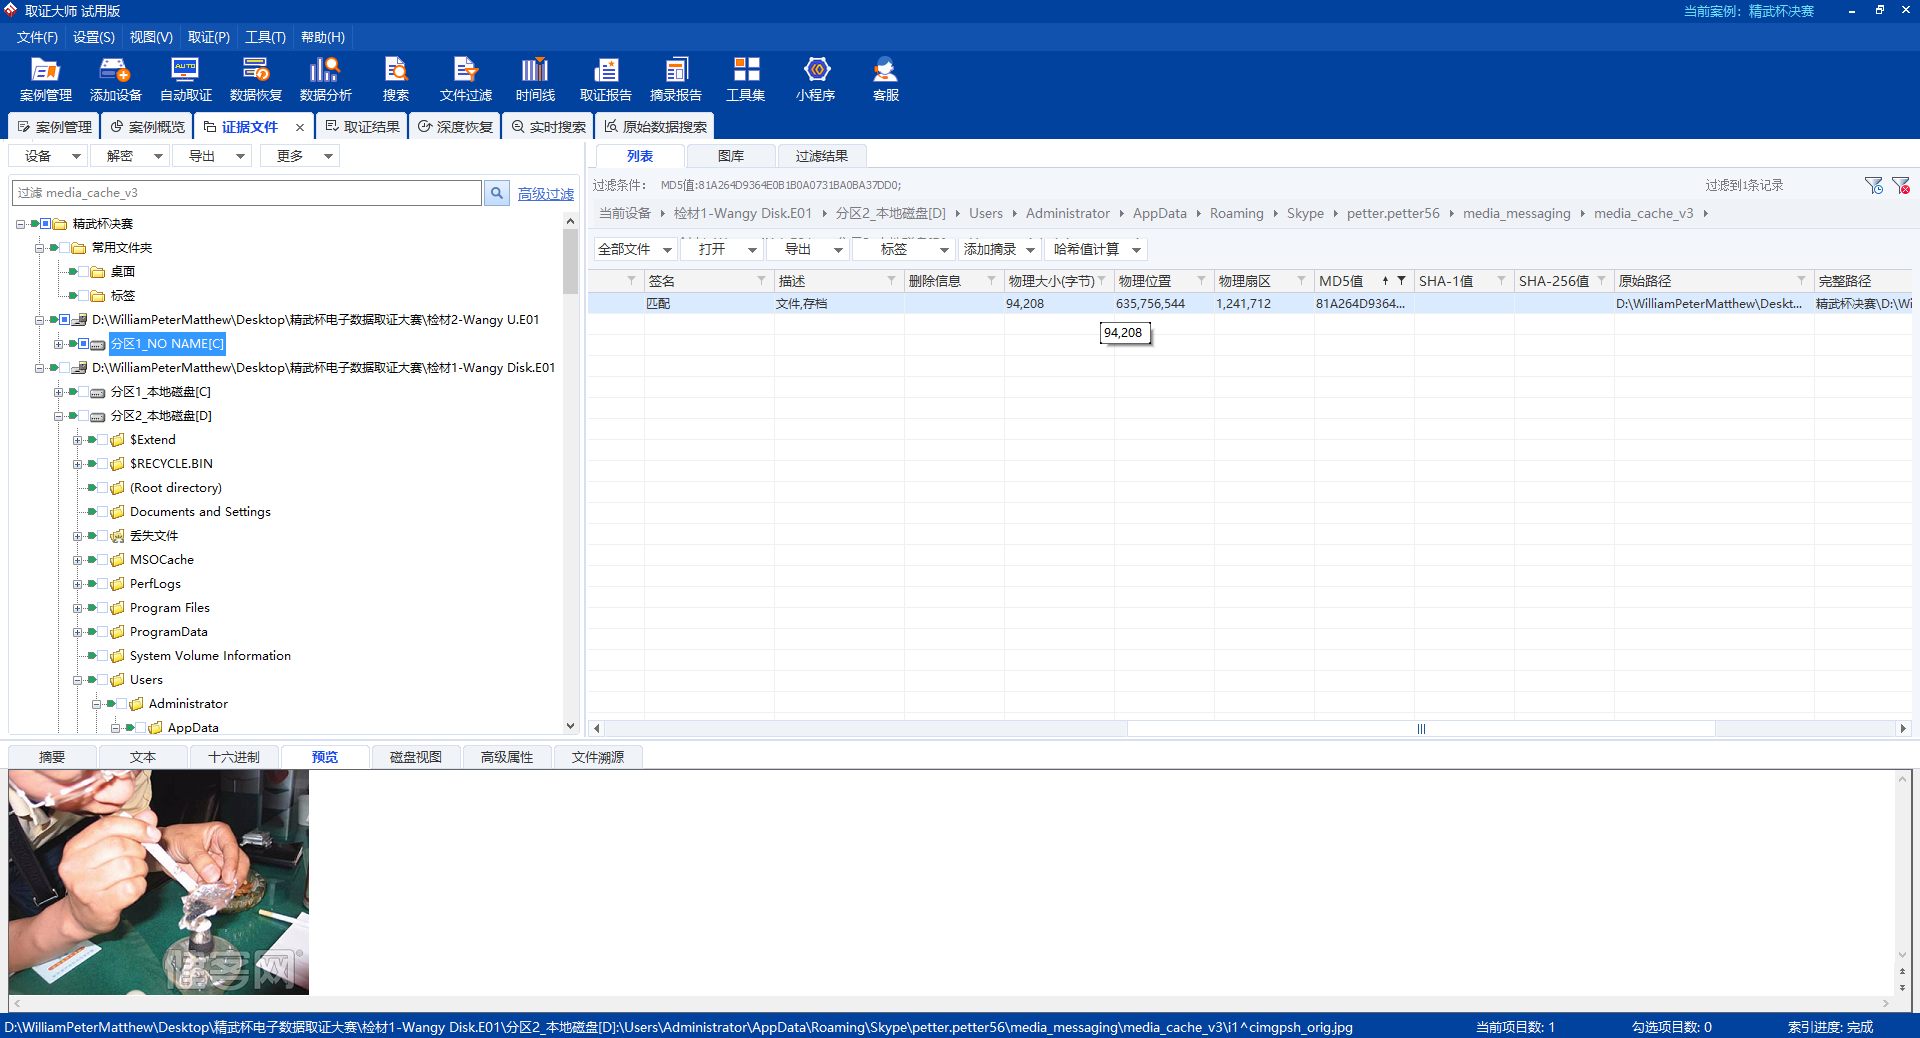 取证大师 试用版
当前案例：精武杯决赛
文件(F) 设置(S) 视图(V) 取证(P) 工具(T) 帮助(H)
案例管理 添加设备 自动取证 数据恢复 数据分析 搜索 文件过滤 时间线 取证报告 摘录报告 工具集 小程序 客服
案例管理 案例概览 证据文件 取证结果 深度恢复 实时搜索 原始数据搜索
设备 解密 导出 更多
过滤 media_cache_v3
高级过滤
精武杯决赛
常用文件夹
桌面
标签
D:\WilliamPeterMatthew\Desktop\精武杯电子数据取证大赛\检材2-Wangy U.E01
分区1_NO NAME[C]
D:\WilliamPeterMatthew\Desktop\精武杯电子数据取证大赛\检材1-Wangy Disk.E01
分区1_本地磁盘[C]
分区2_本地磁盘[D]
$Extend
$RECYCLE.BIN
(Root directory)
Documents and Settings
丢失文件
MSOCache
PerfLogs
Program Files
ProgramData
System Volume Information
Users
Administrator
AppData
列表 图库 过滤结果
过滤条件： MD5值:81A264D9364E0B1B0A0731BA0BA37DD0;
过滤到1条记录
当前设备 检材1-Wangy Disk.E01 分区2_本地磁盘[D] Users Administrator AppData Roaming Skype petter.petter56 media_messaging media_cache_v3
全部文件 打开 导出 标签 添加摘录 哈希值计算
签名 描述 删除信息 物理大小(字节) 物理位置 物理扇区 MD5值 SHA-1值 SHA-256值 原始路径 完整路径
匹配 文件,存档 94,208 635,756,544 1,241,712 81A264D9364... D:\WilliamPeterMatthew\Deskt... 精武杯决赛\D:\Wi
94,208
摘要 文本 十六进制 预览 磁盘视图 高级属性 文件溯源
D:\WilliamPeterMatthew\Desktop\精武杯电子数据取证大赛\检材1-Wangy Disk.E01\分区2_本地磁盘[D]:\Users\Administrator\AppData\Roaming\Skype\petter.petter56\media_messaging\media_cache_v3\i1^cimgpsh_orig.jpg
当前项目数: 1 勾选项目数: 0 索引进度: 完成